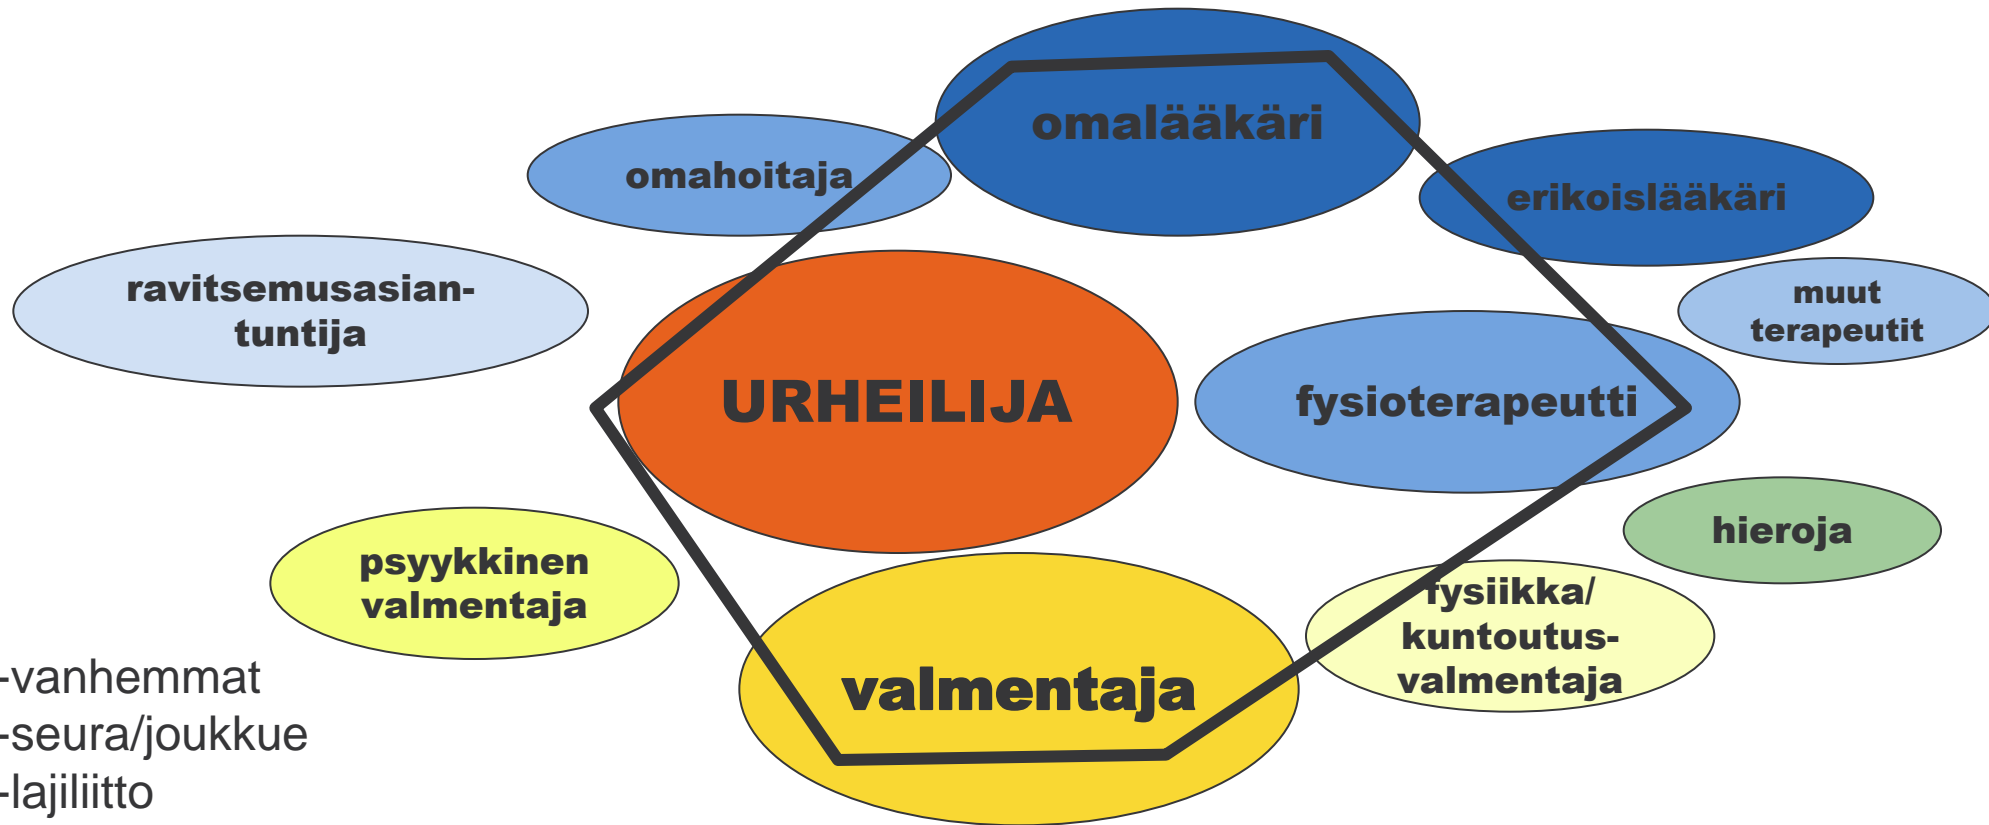 omalääkäri
omahoitaja
erikoislääkäri
ravitsemusasian-
tuntija
muut
terapeutit
URHEILIJA
fysioterapeutti
hieroja
psyykkinen
valmentaja
fysiikka/
kuntoutus-
valmentaja
valmentaja
-vanhemmat
-seura/joukkue
-lajiliitto